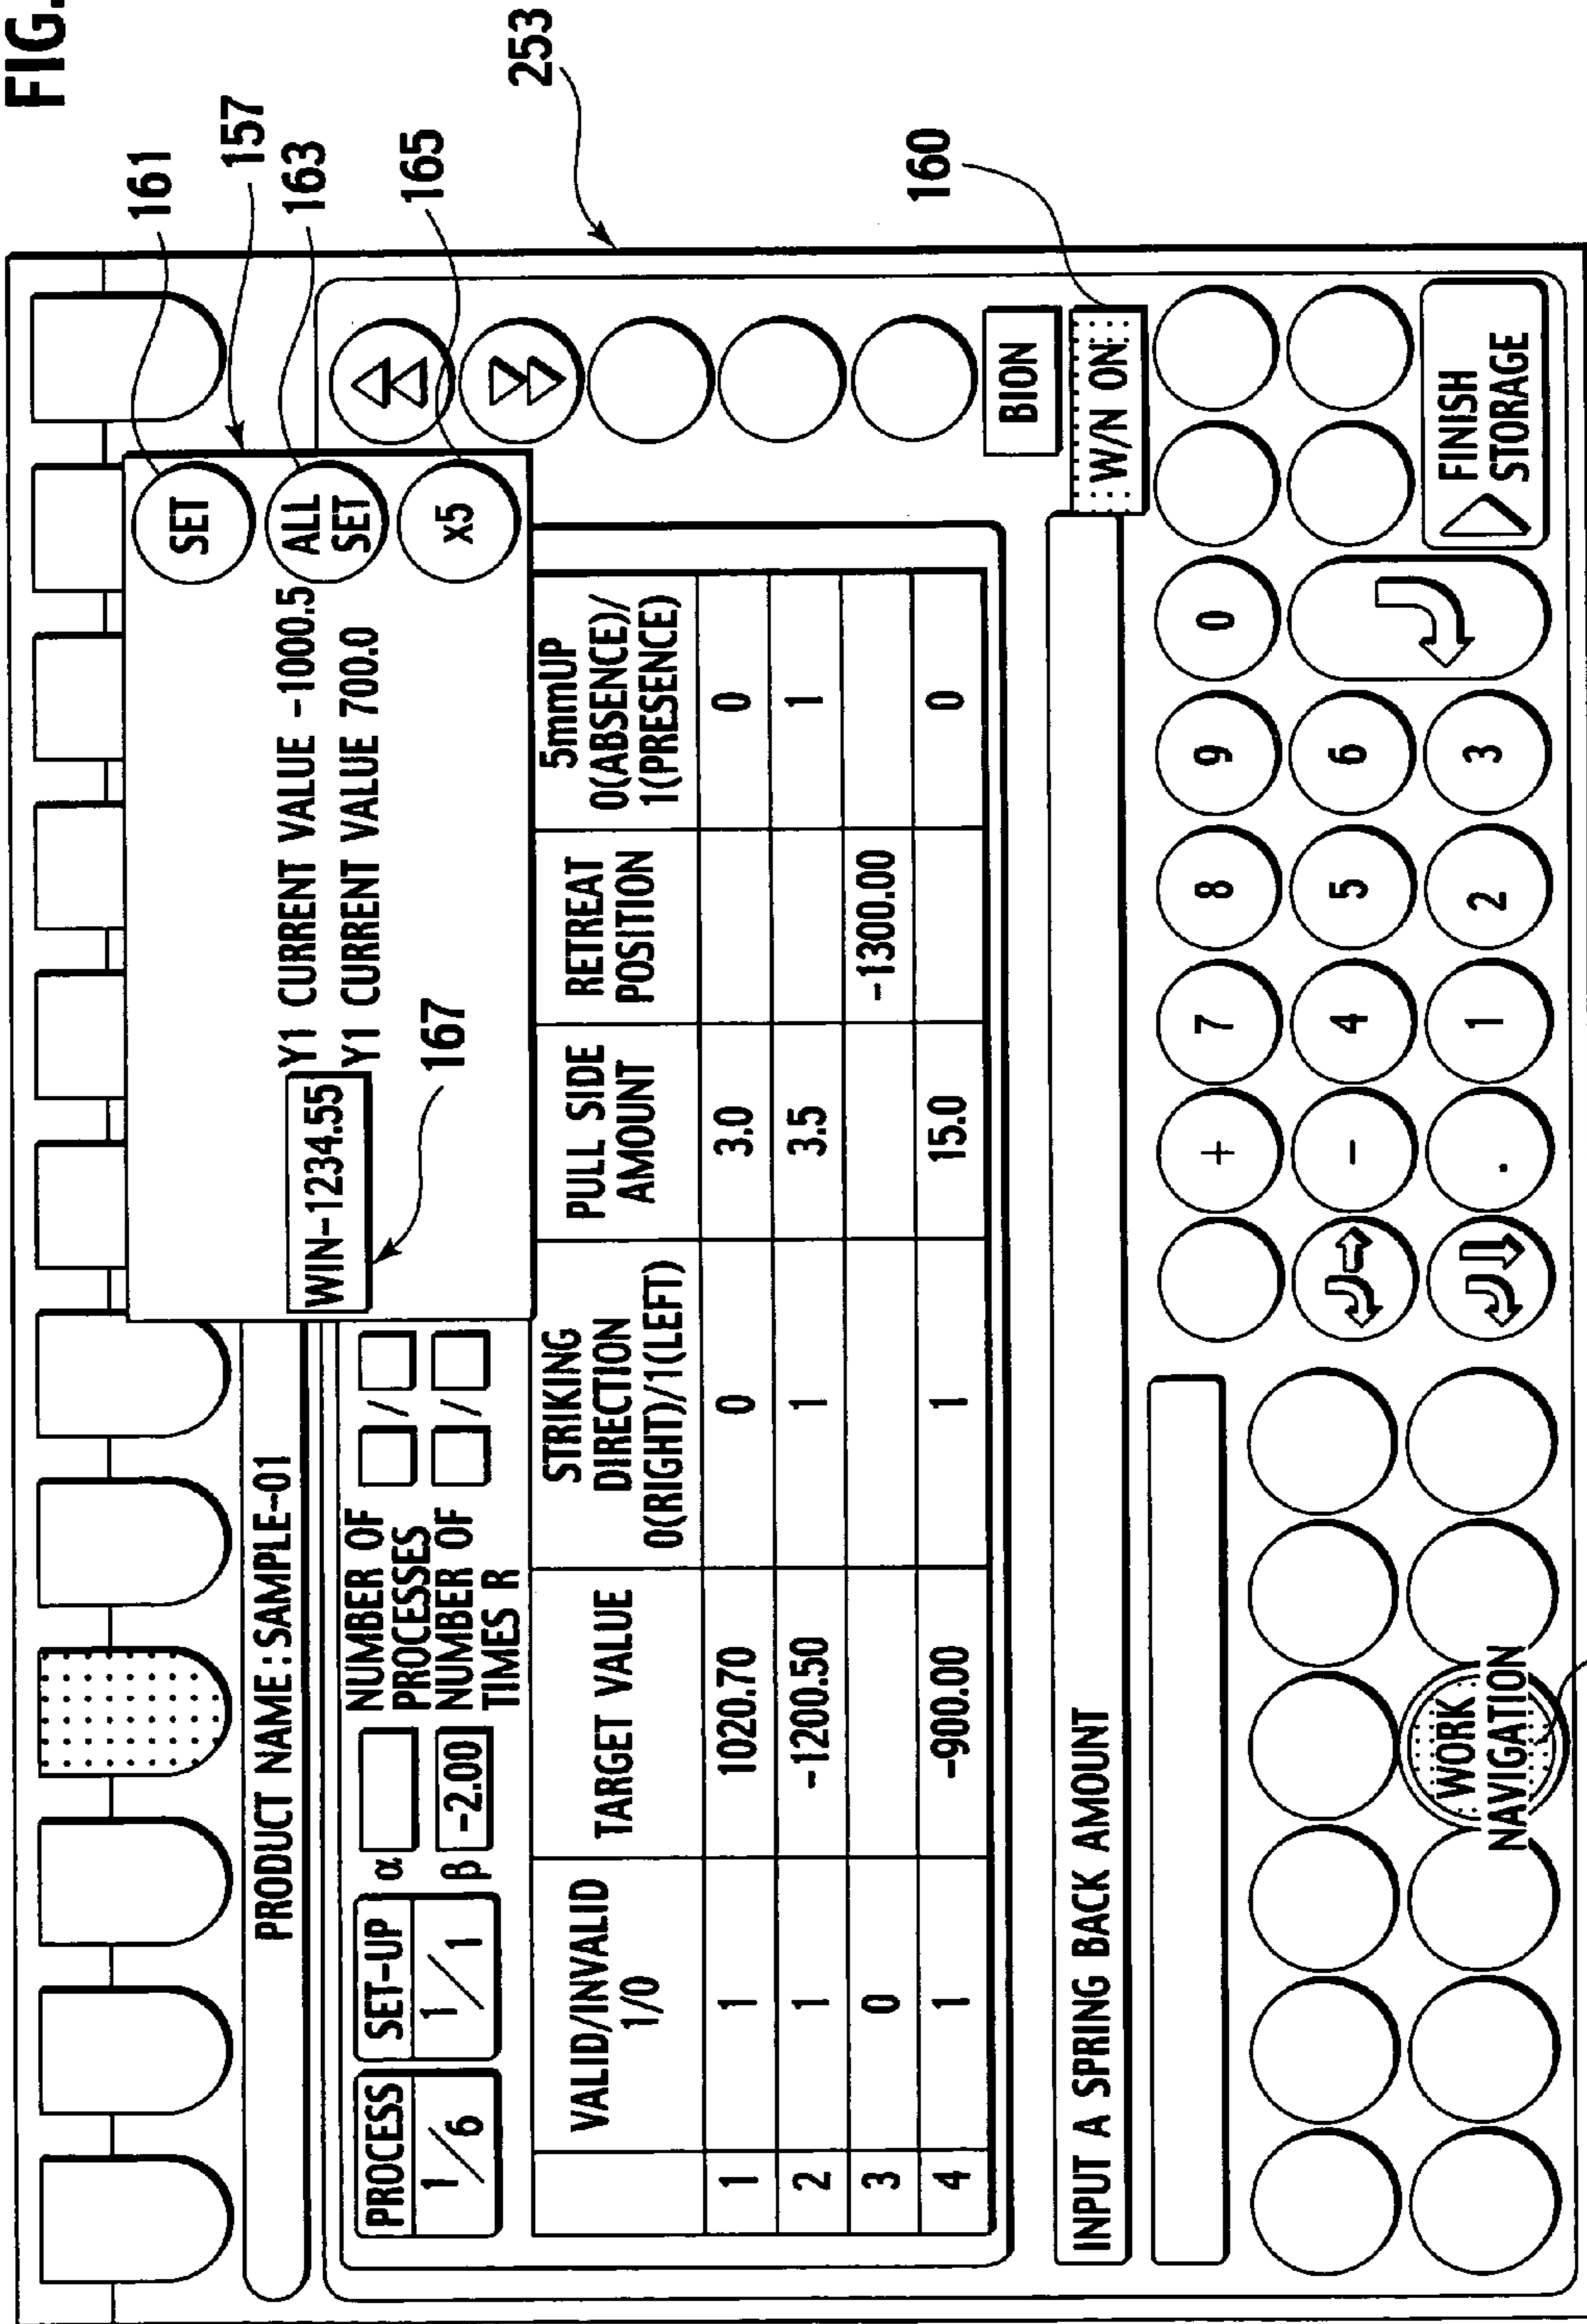 FIG.
161
157
163
165
253
160
SET
ALL
SET
x5
WIN-1234.55
Y1 CURRENT VALUE -1000.5
Y1 CURRENT VALUE 700.0
167
PRODUCT NAME:SAMPLE-01
PROCESS
1/6
SET-UP
1/1
α
β -2.00
NUMBER OF
PROCESSES
/
NUMBER OF
TIMES R
/
VALID/INVALID
1/0
TARGET VALUE
STRIKING
DIRECTION
0(RIGHT)/1(LEFT)
PULL SIDE
AMOUNT
RETREAT
POSITION
5mmUP
0(ABSENCE)/
1(PRESENCE)
1 1 1020.70 0 3.0 0
2 1 -1200.50 1 3.5 1
3 0 -1300.00
4 1 -900.00 1 15.0 0
BION
W/N ON
INPUT A SPRING BACK AMOUNT
+ 7 8 9 0
- 4 5 6
. 1 2 3
WORK
NAVIGATION
FINISH
STORAGE